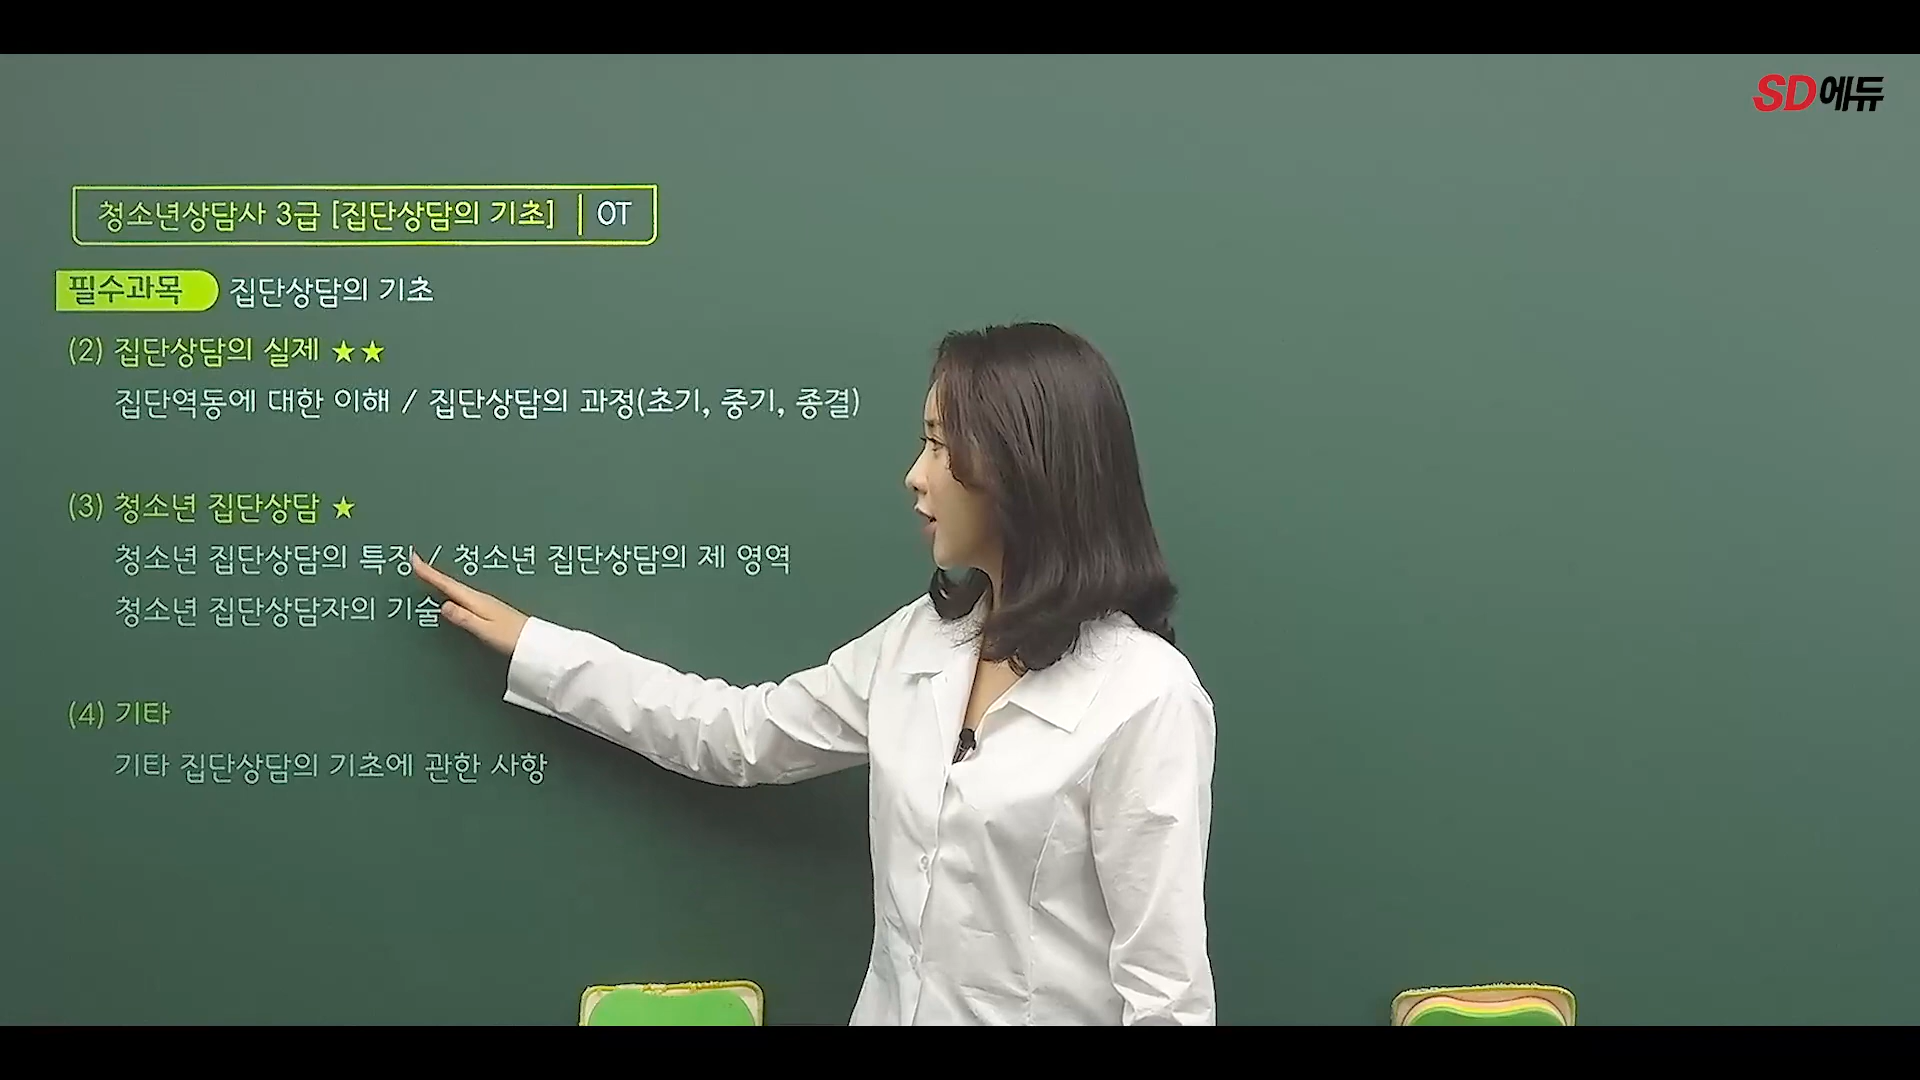 SD에듀
청소년상담사 3급 [집단상담의 기초] | OT
필수과목 집단상담의 기초
(2) 집단상담의 실제 ★★
집단역동에 대한 이해 / 집단상담의 과정(초기, 중기, 종결)
(3) 청소년 집단상담 ★
청소년 집단상담의 특징 / 청소년 집단상담의 제 영역
청소년 집단상담자의 기술
(4) 기타
기타 집단상담의 기초에 관한 사항